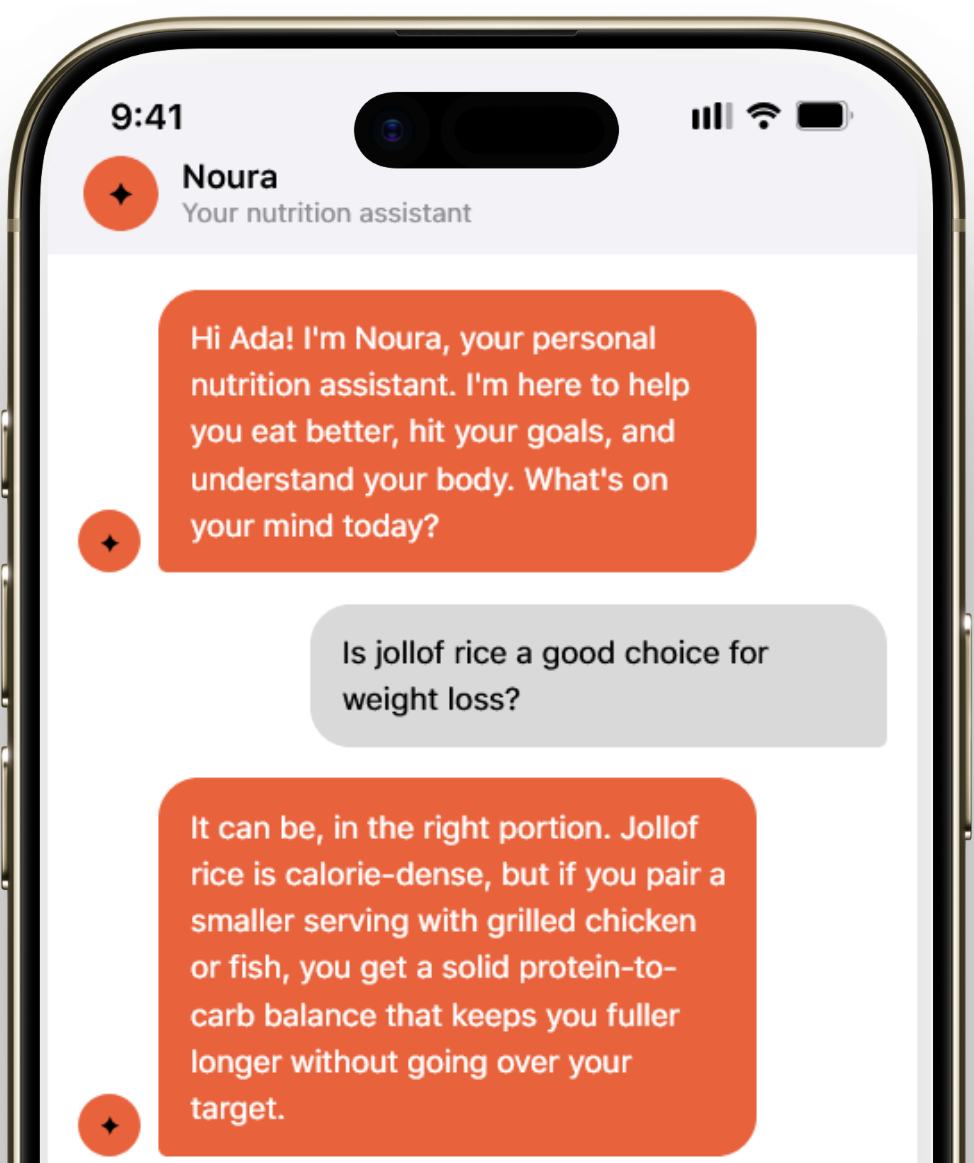 9:41
Noura
Your nutrition assistant
Hi Ada! I'm Noura, your personal
nutrition assistant. I'm here to help
you eat better, hit your goals, and
understand your body. What's on
your mind today?
Is jollof rice a good choice for
weight loss?
It can be, in the right portion. Jollof
rice is calorie-dense, but if you pair a
smaller serving with grilled chicken
or fish, you get a solid protein-to-
carb balance that keeps you fuller
longer without going over your
target.